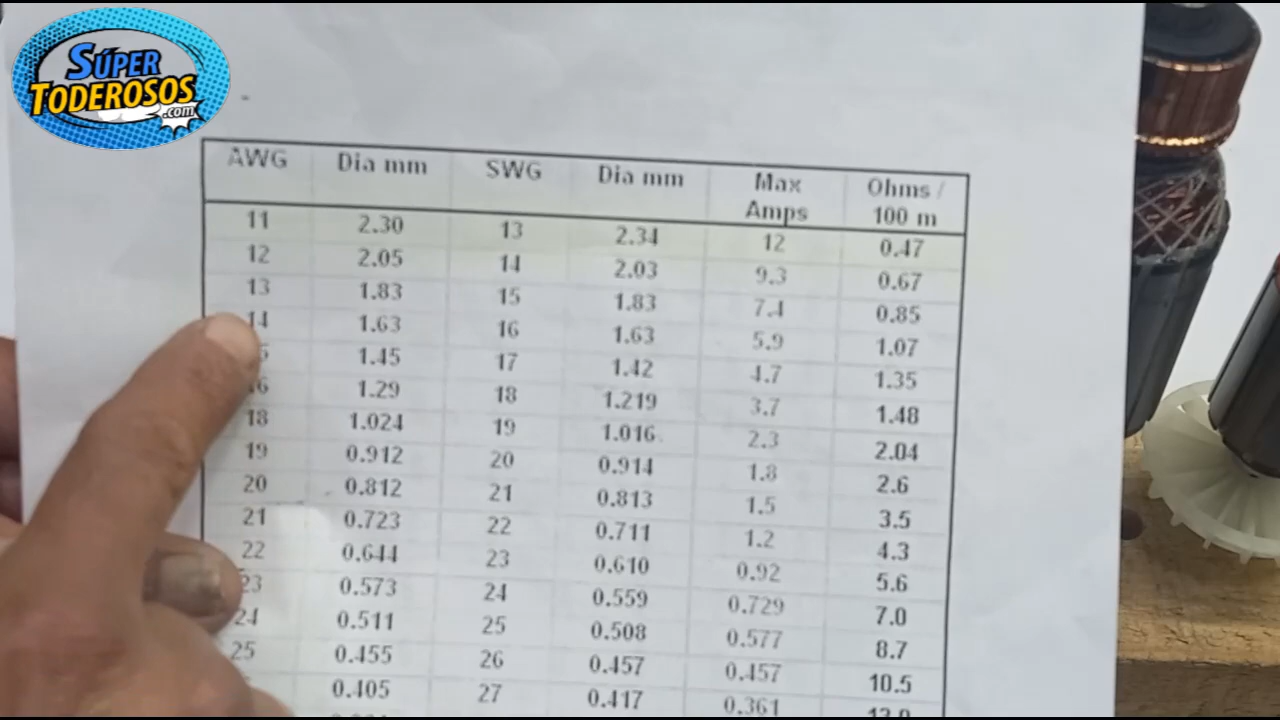 SÚPER
TODEROSOS
.com
AWG Dia mm SWG Dia mm Max Amps Ohms / 100 m
11 2.30 13 2.34 12 0.47
12 2.05 14 2.03 9.3 0.67
13 1.83 15 1.83 7.4 0.85
14 1.63 16 1.63 5.9 1.07
5 1.45 17 1.42 4.7 1.35
16 1.29 18 1.219 3.7 1.48
18 1.024 19 1.016 2.3 2.04
19 0.912 20 0.914 1.8 2.6
20 0.812 21 0.813 1.5 3.5
21 0.723 22 0.711 1.2 4.3
22 0.644 23 0.610 0.92 5.6
23 0.573 24 0.559 0.729 7.0
24 0.511 25 0.508 0.577 8.7
25 0.455 26 0.457 0.457 10.5
0.405 27 0.417 0.361